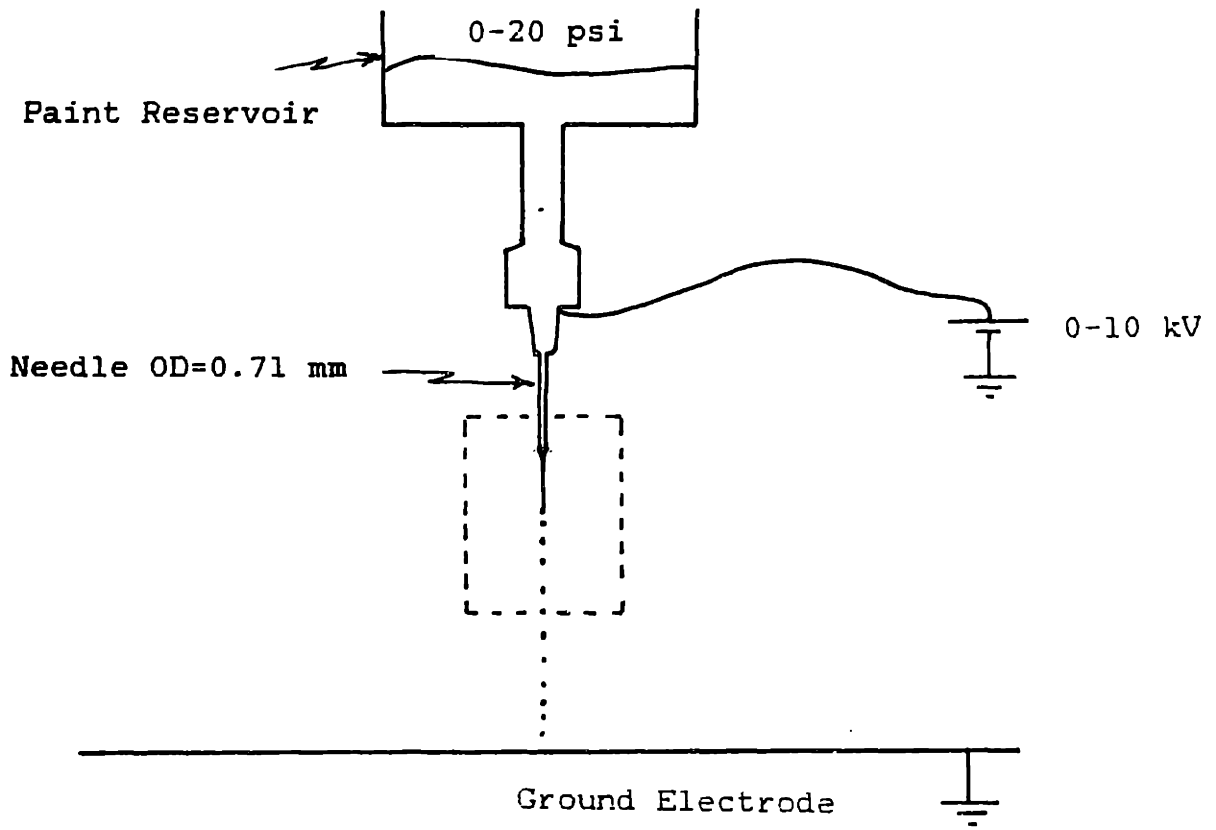 0-20 psi
Paint Reservoir
0-10 kV
Needle OD=0.71 mm
Ground Electrode